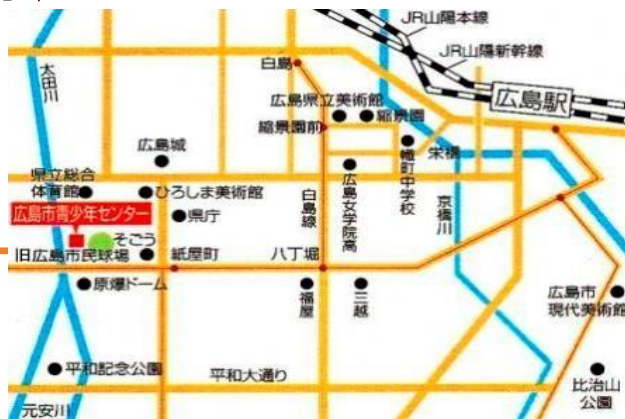 JR山陽本線
JR山陽新幹線
白島
太田川
広島県立美術館
縮景園
広島駅
縮景園前
広島城
幟町中学校
栄橋
県立総合
体育館
ひろしま美術館
白島線
広島女学院高
京橋川
広島市青少年センター
県庁
そごう
旧広島市民球場
紙屋町
八丁堀
原爆ドーム
福屋
三越
広島市
現代美術館
平和記念公園
平和大通り
比治山
公園
元安川